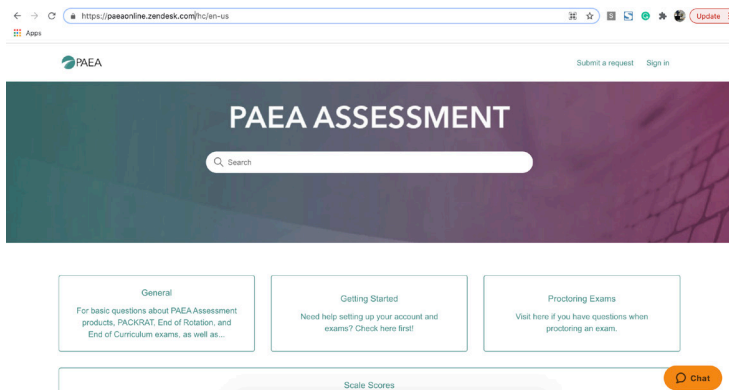 https://paeaonline.zendesk.com/hc/en-us
S
Update
Apps
PAEA
Submit a request Sign in
PAEA ASSESSMENT
Search
General
For basic questions about PAEA Assessment
products, PACKRAT, End of Rotation, and
End of Curriculum exams, as well as...
Getting Started
Need help setting up your account and
exams? Check here first!
Proctoring Exams
Visit here if you have questions when
proctoring an exam.
Scale Scores
Chat